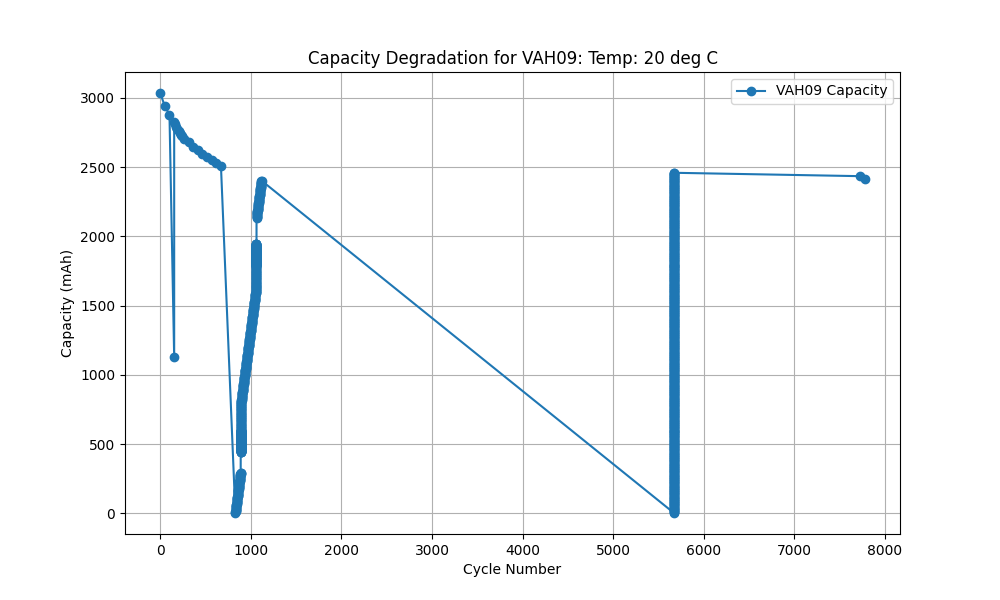 Capacity Degradation for VAH09: Temp: 20 deg C
VAH09 Capacity
Capacity (mAh)
3000
2500
2000
1500
1000
500
0
0 1000 2000 3000 4000 5000 6000 7000 8000
Cycle Number